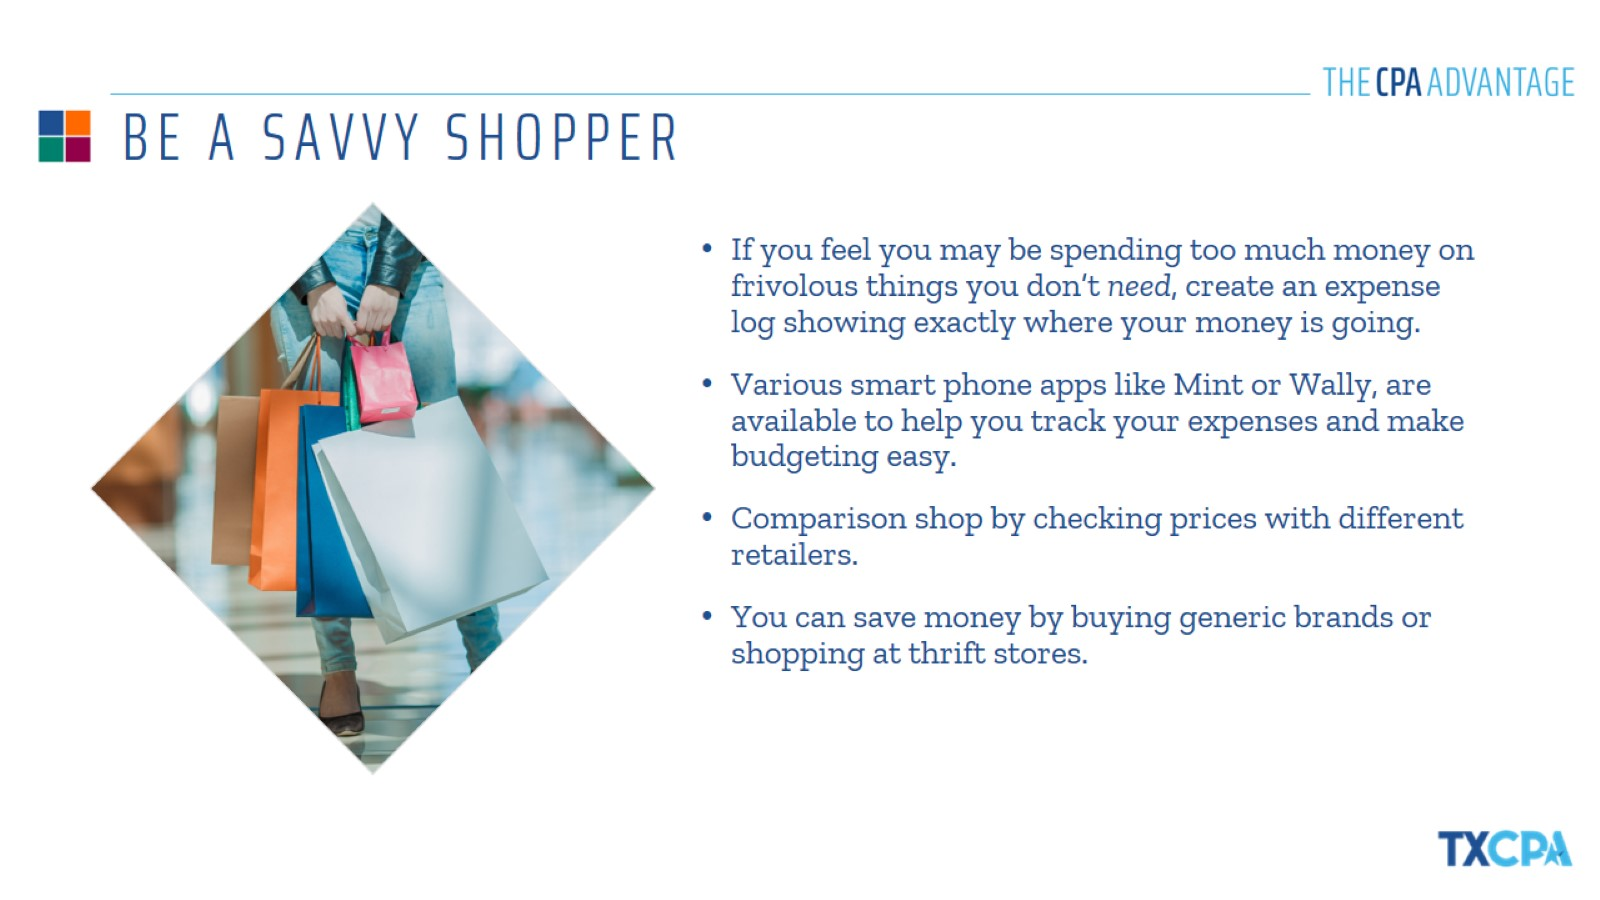 THE CPA ADVANTAGE
BE A SAVVY SHOPPER
• If you feel you may be spending too much money on
frivolous things you don’t need, create an expense
log showing exactly where your money is going.
• Various smart phone apps like Mint or Wally, are
available to help you track your expenses and make
budgeting easy.
• Comparison shop by checking prices with different
retailers.
• You can save money by buying generic brands or
shopping at thrift stores.
TXCPA